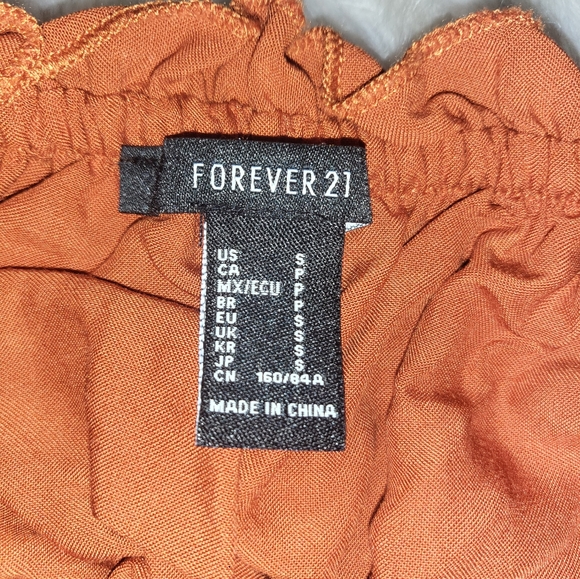 FOREVER 21
US S
CA P
MX/ECU P
BR P
EU S
UK S
KR S
JP S
CN 160/84A
MADE IN CHINA